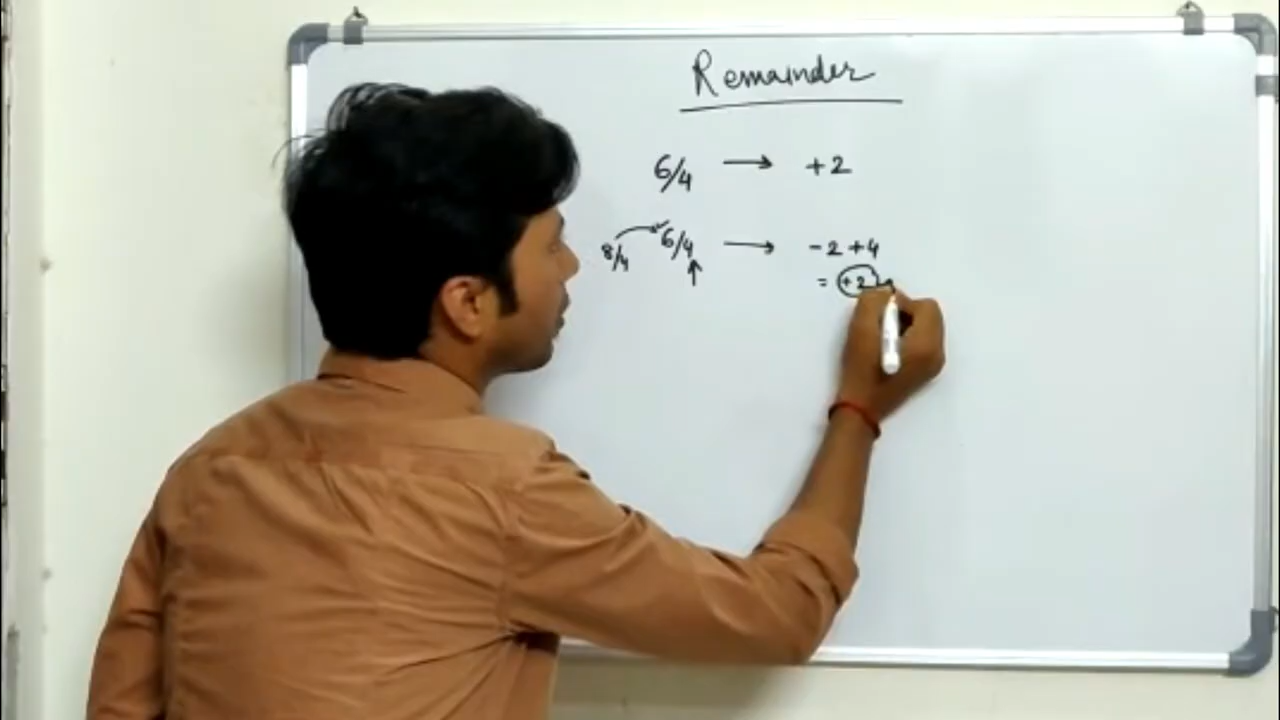 Remainder
6/4 → +2
8/4 6/4 → -2 +4
= +2